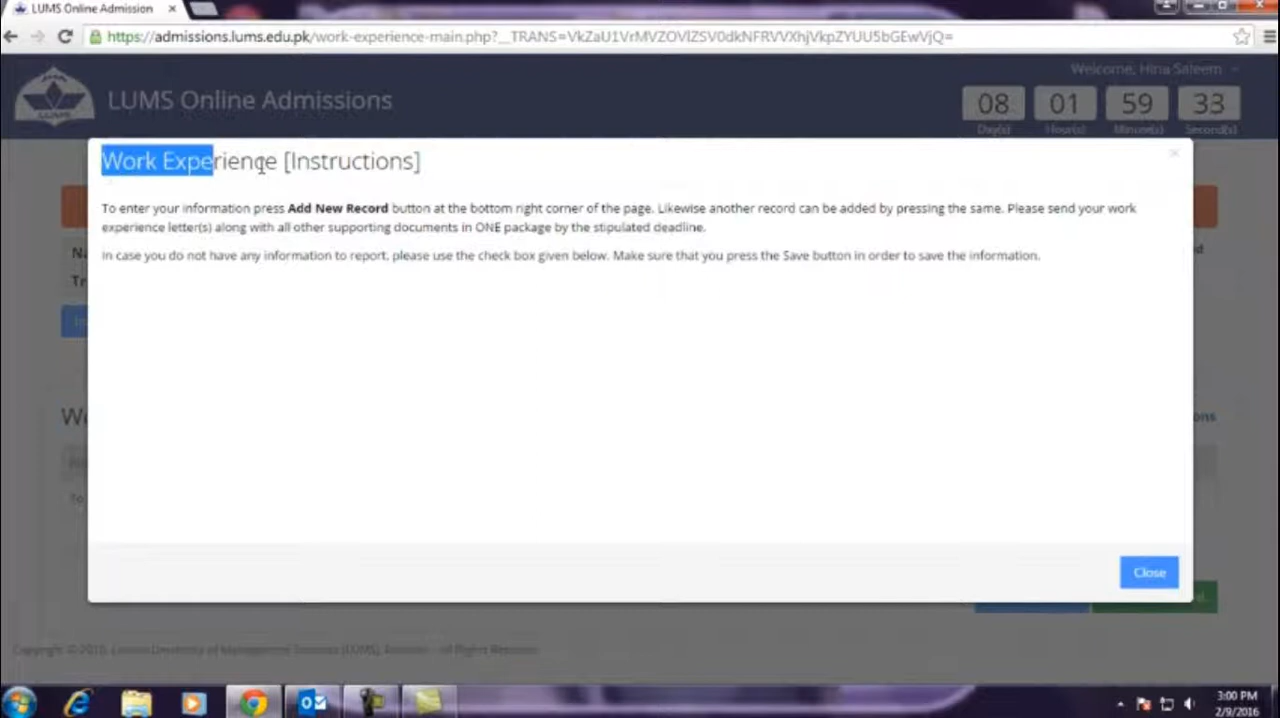 LUMS Online Admission
https://admissions.lums.edu.pk/work-experience-main.php?__TRANS=VkZaU1VrMVZOVlZSV0dkNFRVVXhjVkpZYUU5bGEwVjQ=
Welcome, Hina Saleem
LUMS Online Admissions
08 01 59 33
Day(s) Hour(s) Minute(s) Second(s)
Work Experience [Instructions]
To enter your information press Add New Record button at the bottom right corner of the page. Likewise another record can be added by pressing the same. Please send your work
experience letter(s) along with all other supporting documents in ONE package by the stipulated deadline.
In case you do not have any information to report, please use the check box given below. Make sure that you press the Save button in order to save the information.
Close
3:00 PM
2/9/2016